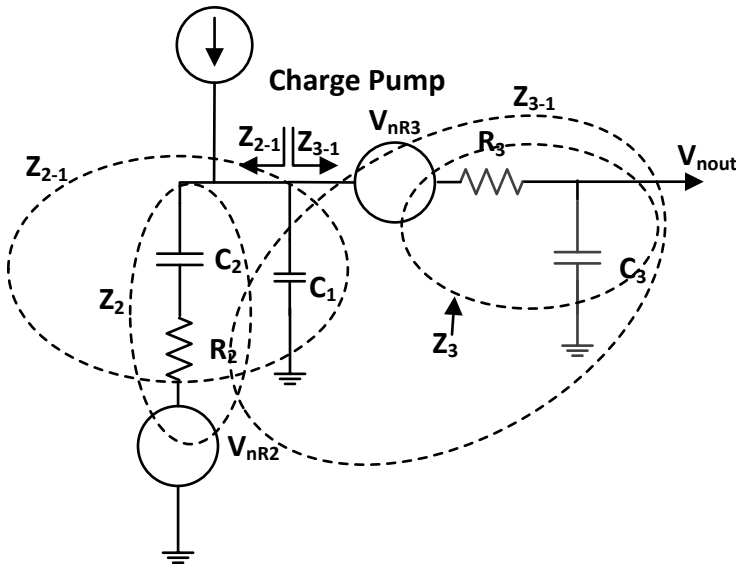 Charge Pump
Z2-1
Z3-1
Z3-1
VnR3
R3
Vnout
Z2-1
C2
C1
C3
Z2
R2
Z3
VnR2